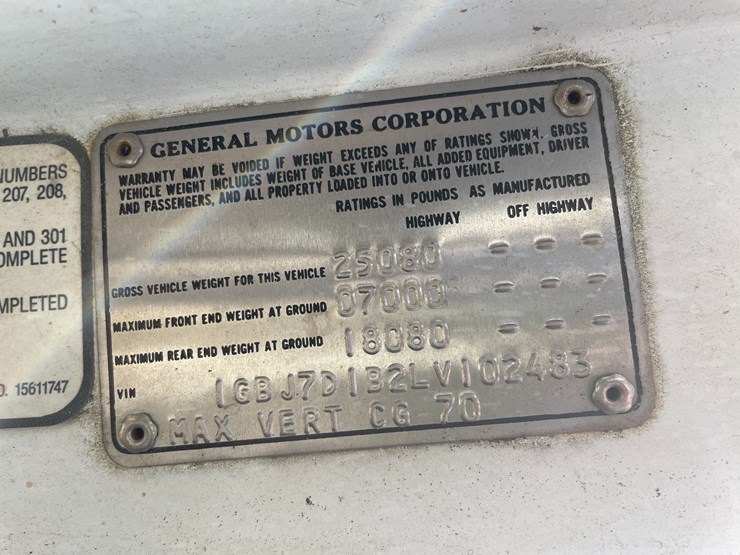 NUMBERS
207, 208,
AND 301
OMPLETE
MPLETED
O. 15611747
GENERAL MOTORS CORPORATION
WARRANTY MAY BE VOIDED IF WEIGHT EXCEEDS ANY OF RATINGS SHOWN. GROSS
VEHICLE WEIGHT INCLUDES WEIGHT OF BASE VEHICLE, ALL ADDED EQUIPMENT, DRIVER
AND PASSENGERS, AND ALL PROPERTY LOADED INTO OR ONTO VEHICLE.
RATINGS IN POUNDS AS MANUFACTURED
HIGHWAY OFF HIGHWAY
GROSS VEHICLE WEIGHT FOR THIS VEHICLE 25080 - - -
MAXIMUM FRONT END WEIGHT AT GROUND 07000 - - -
MAXIMUM REAR END WEIGHT AT GROUND 18080 - - -
VIN 1GBJ7D1B2LV102483
MAX VERT CG 70